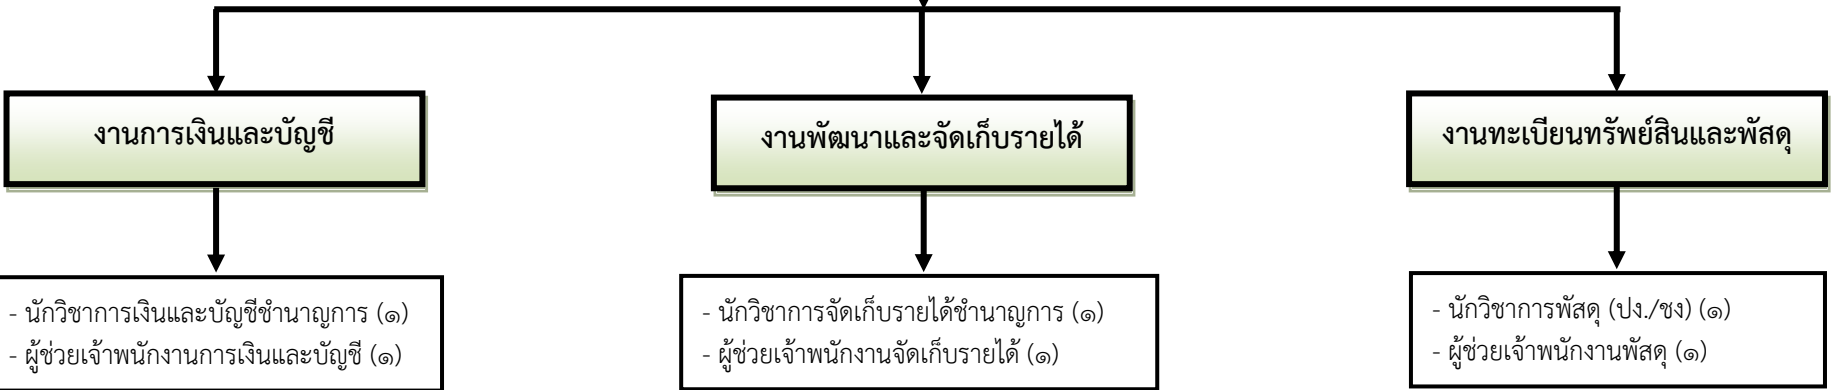 งานการเงินและบัญชี
- นักวิชาการเงินและบัญชีชำนาญการ (๑)
- ผู้ช่วยเจ้าพนักงานการเงินและบัญชี (๑)
งานพัฒนาและจัดเก็บรายได้
- นักวิชาการจัดเก็บรายได้ชำนาญการ (๑)
- ผู้ช่วยเจ้าพนักงานจัดเก็บรายได้ (๑)
งานทะเบียนทรัพย์สินและพัสดุ
- นักวิชาการพัสดุ (ปง./ชง) (๑)
- ผู้ช่วยเจ้าพนักงานพัสดุ (๑)